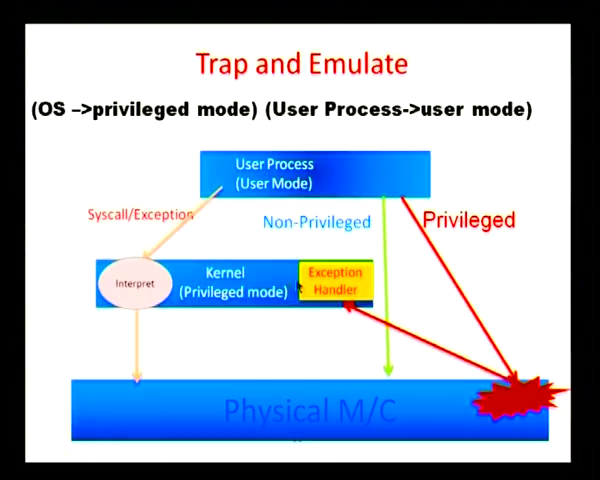 Trap and Emulate
(OS –>privileged mode) (User Process->user mode)
User Process
(User Mode)
Syscall/Exception
Non-Privileged
Privileged
Interpret
Kernel
(Privileged mode)
Exception
Handler
Physical M/C